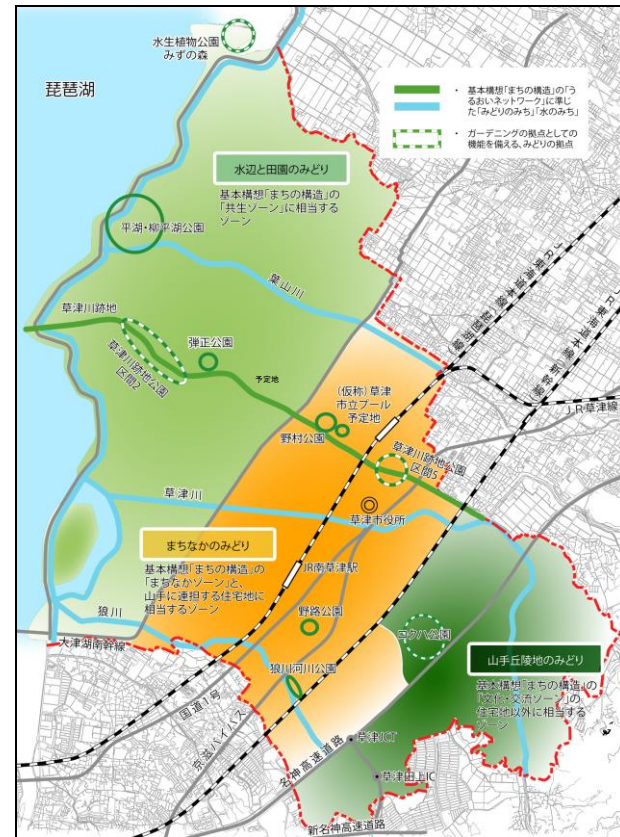 水生植物公園
みずの森
琵琶湖
・ 基本構想「まちの構造」の「う
るおいネットワーク」に準じ
た「みどりのみち」「水のみち」
・ ガーデニングの拠点としての
機能を備える、みどりの拠点
水辺と田園のみどり
基本構想「まちの構造」の
「共生ゾーン」に相当する
ゾーン
平湖・柳平湖公園
葉山川
JR東海道本線(琵琶湖線)
JR東海道本線(新幹線)
草津川跡地
草津川跡地公園
区間2
弾正公園
予定地
(仮称)草津
市立プール
予定地
JR草津線
野村公園
草津川跡地公園
区間5
草津川
草津市役所
まちなかのみどり
基本構想「まちの構造」の
「まちなかゾーン」と、
山手に連担する住宅地に
相当するゾーン
JR南草津駅
狼川
野路公園
ロクハ公園
大津湖南幹線
山手丘陵地のみどり
基本構想「まちの構造」の
「文化・交流ゾーン」の
住宅地以外に相当する
ゾーン
狼川河川公園
国道1号
京滋バイパス
名神高速道路
草津JCT
草津田上IC
新名神高速道路